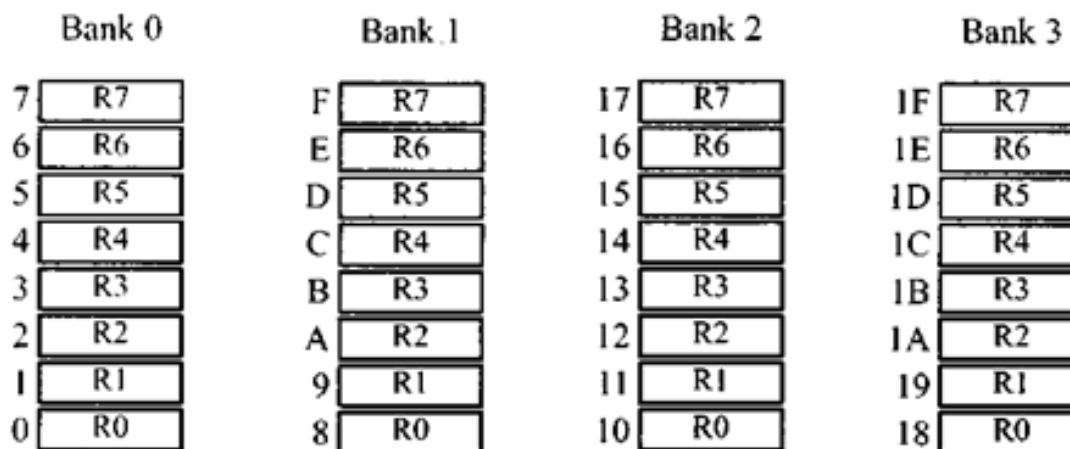 Bank 0 Bank 1 Bank 2 Bank 3
7 R7 F R7 17 R7 1F R7
6 R6 E R6 16 R6 1E R6
5 R5 D R5 15 R5 1D R5
4 R4 C R4 14 R4 1C R4
3 R3 B R3 13 R3 1B R3
2 R2 A R2 12 R2 1A R2
1 R1 9 R1 11 R1 19 R1
0 R0 8 R0 10 R0 18 R0